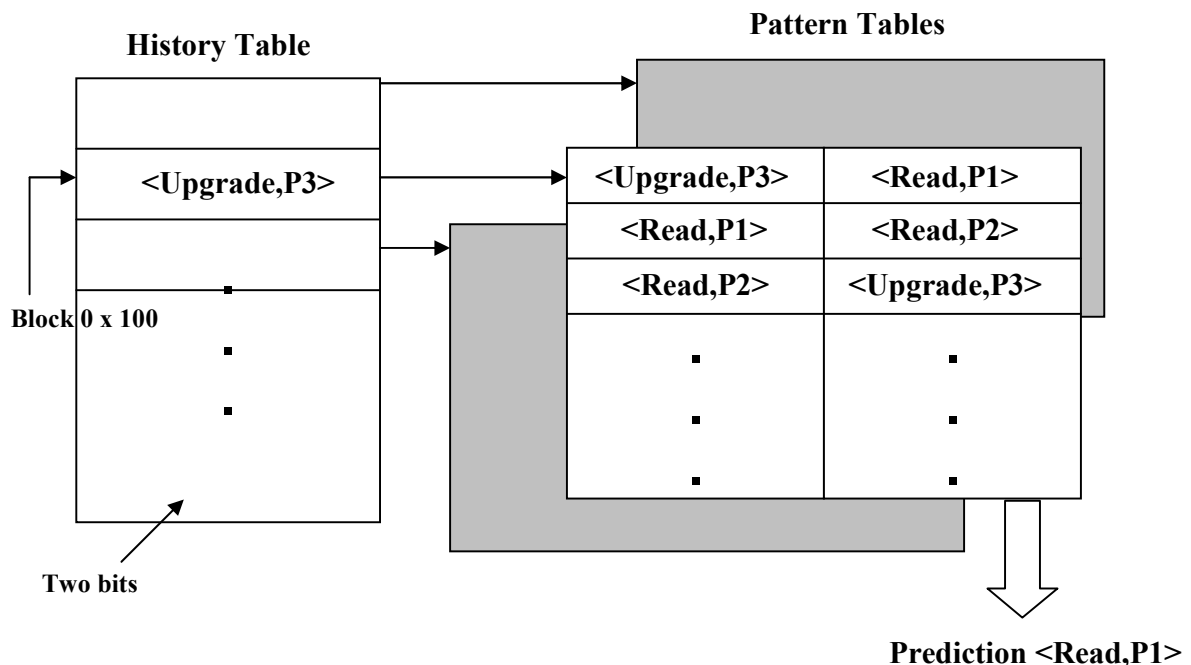 Pattern Tables
History Table
<Upgrade,P3>
<Upgrade,P3> <Read,P1>
<Read,P1> <Read,P2>
<Read,P2> <Upgrade,P3>
Block 0 x 100
Two bits
Prediction <Read,P1>